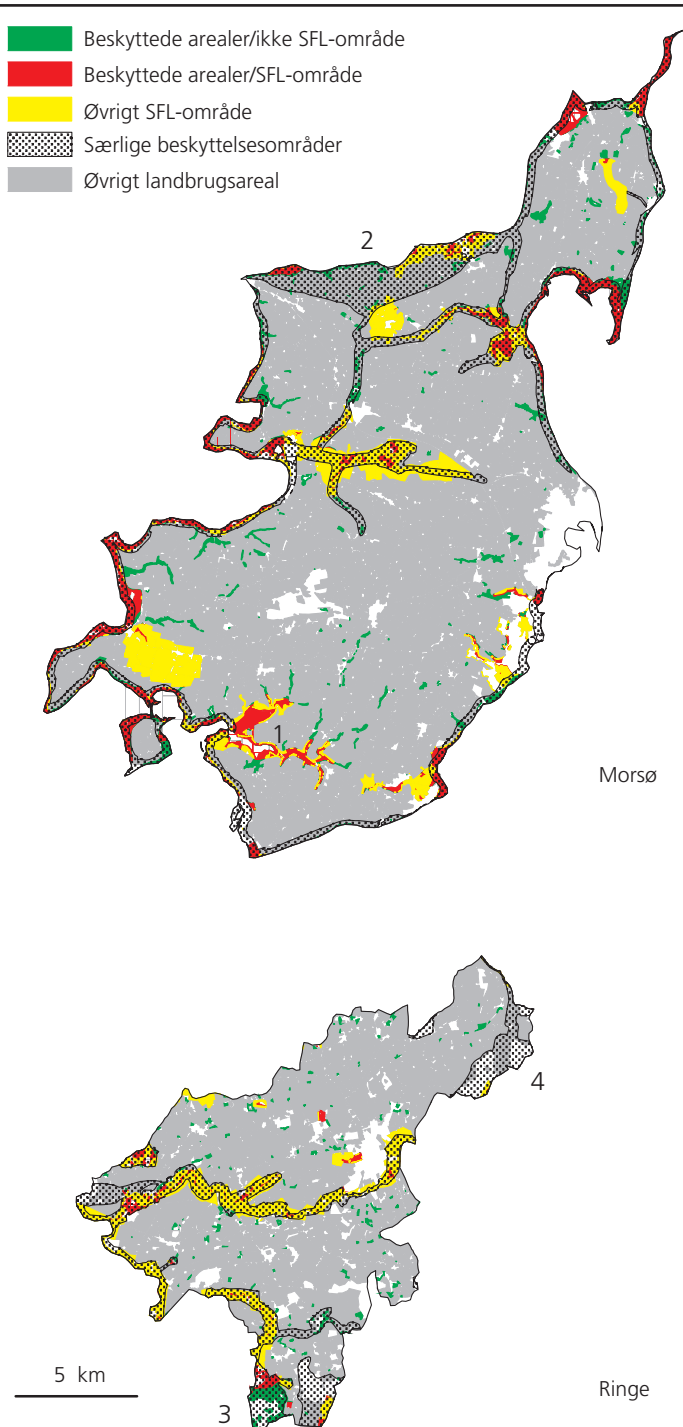 Beskyttede arealer/ikke SFL-område
Beskyttede arealer/SFL-område
Øvrigt SFL-område
Særlige beskyttelsesområder
Øvrigt landbrugsareal
2
1
Morsø
4
5 km
3
Ringe